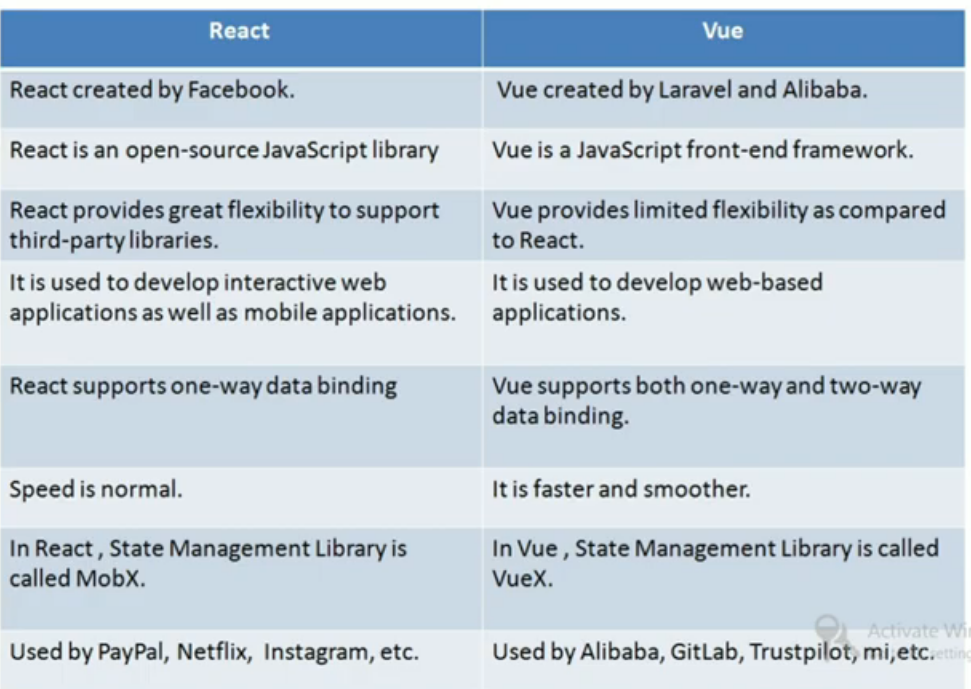 React
Vue
React created by Facebook.
Vue created by Laravel and Alibaba.
React is an open-source JavaScript library
Vue is a JavaScript front-end framework.
React provides great flexibility to support
third-party libraries.
Vue provides limited flexibility as compared
to React.
It is used to develop interactive web
applications as well as mobile applications.
It is used to develop web-based
applications.
React supports one-way data binding
Vue supports both one-way and two-way
data binding.
Speed is normal.
It is faster and smoother.
In React , State Management Library is
called MobX.
In Vue , State Management Library is called
VueX.
Used by PayPal, Netflix, Instagram, etc.
Used by Alibaba, GitLab, Trustpilot, mi,etc.
Activate Wi